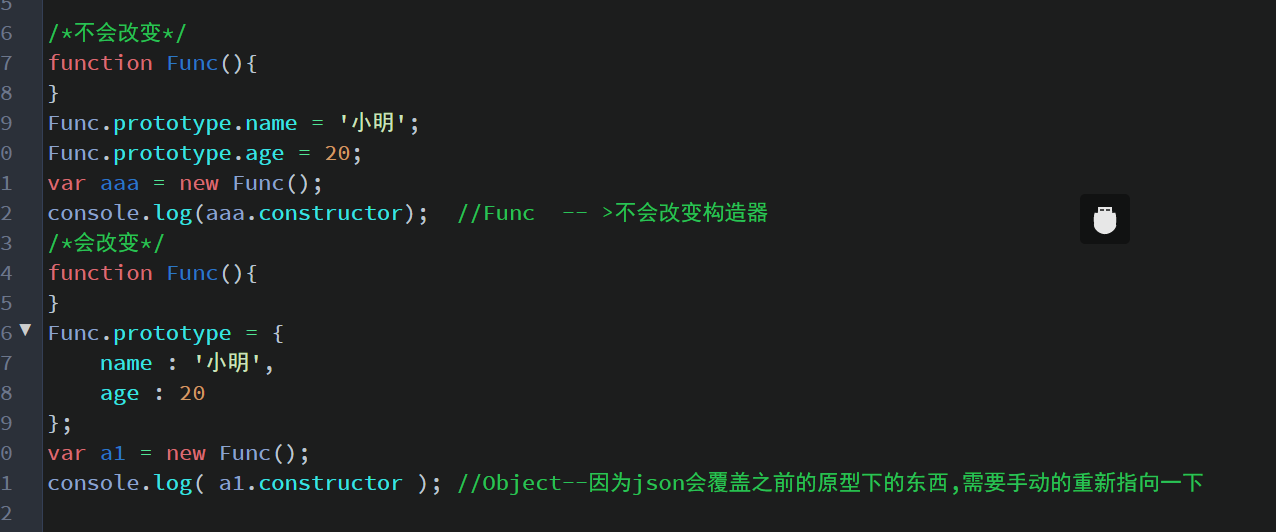 5
6 /*不会改变*/
7 function Func(){
8 }
9 Func.prototype.name = '小明';
0 Func.prototype.age = 20;
1 var aaa = new Func();
2 console.log(aaa.constructor);  //Func  -- >不会改变构造器
3 /*会改变*/
4 function Func(){
5 }
6 Func.prototype = {
7     name : '小明',
8     age : 20
9 };
0 var a1 = new Func();
1 console.log( a1.constructor ); //Object--因为json会覆盖之前的原型下的东西,需要手动的重新指向一下
2